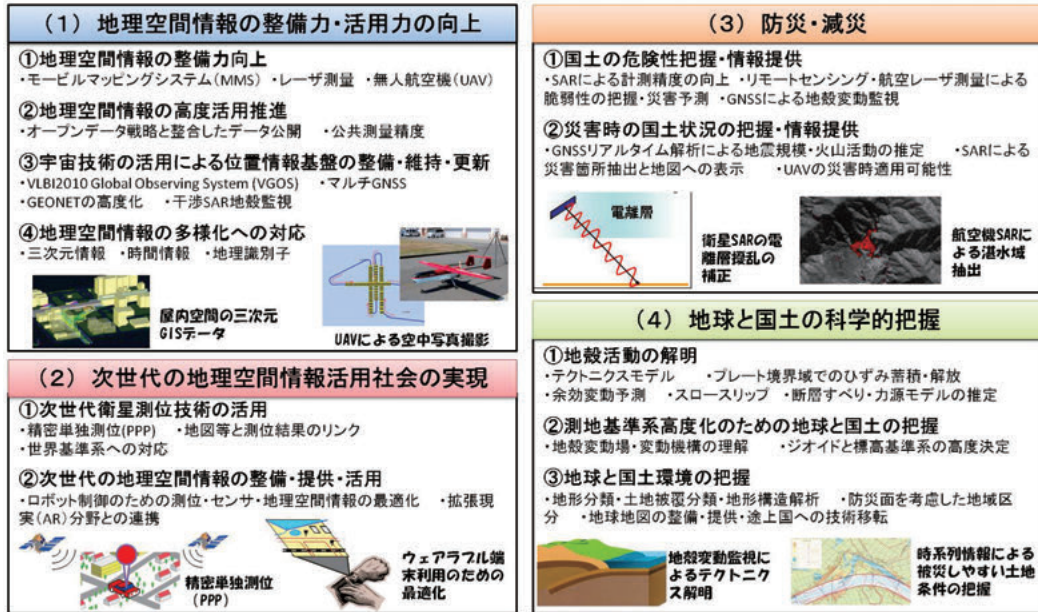 （１）地理空間情報の整備力・活用力の向上
①地理空間情報の整備力向上
・モービルマッピングシステム（MMS）　・レーザ測量　・無人航空機（UAV）
②地理空間情報の高度活用推進
・オープンデータ戦略と整合したデータ公開　・公共測量精度
③宇宙技術の活用による位置情報基盤の整備・維持・更新
・VLBI2010 Global Observing System (VGOS)　・マルチGNSS
・GEONETの高度化　・干渉SAR地殻監視
④地理空間情報の多様化への対応
・三次元情報　・時間情報　・地理識別子
屋内空間の三次元
GISデータ
UAVによる空中写真撮影
（２）次世代の地理空間情報活用社会の実現
①次世代衛星測位技術の活用
・精密単独測位(PPP)　・地図等と測位結果のリンク
・世界基準系への対応
②次世代の地理空間情報の整備・提供・活用
・ロボット制御のための測位・センサ・地理空間情報の最適化　・拡張現
実（AR）分野との連携
精密単独測位
（PPP）
ウェアラブル端
末利用のための
最適化
（３）防災・減災
①国土の危険性把握・情報提供
・SARによる計測精度の向上　・リモートセンシング・航空レーザ測量による
脆弱性の把握・災害予測　・GNSSによる地殻変動監視
②災害時の国土状況の把握・情報提供
・GNSSリアルタイム解析による地震規模・火山活動の推定　・SARによる
災害箇所抽出と地図への表示　・UAVの災害時適用可能性
電離層
衛星SARの電
離層擾乱の
補正
航空機SARに
よる湛水域
抽出
（４）地球と国土の科学的把握
①地殻活動の解明
・テクトニクスモデル　・プレート境界域でのひずみ蓄積・解放
・余効変動予測　・スロースリップ　・断層すべり・力源モデルの推定
②測地基準系高度化のための地球と国土の把握
・地殻変動場・変動機構の理解　・ジオイドと標高基準系の高度決定
③地球と国土環境の把握
・地形分類・土地被覆分類・地形構造解析　・防災面を考慮した地域区
分　・地球地図の整備・提供・途上国への技術移転
地殻変動監視に
よるテクトニク
ス解明
時系列情報による
被災しやすい土地
条件の把握